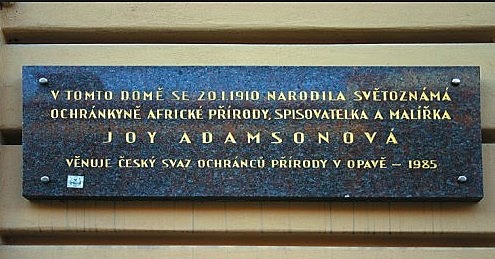 V TOMTO DOMĚ SE 20.1.1910 NARODILA SVĚTOZNÁMÁ
OCHRÁNKYNĚ AFRICKÉ PŘÍRODY, SPISOVATELKA A MALÍŘKA
JOY ADAMSONOVÁ
VĚNUJE ČESKÝ SVAZ OCHRÁNCŮ PŘÍRODY V OPAVĚ – 1985